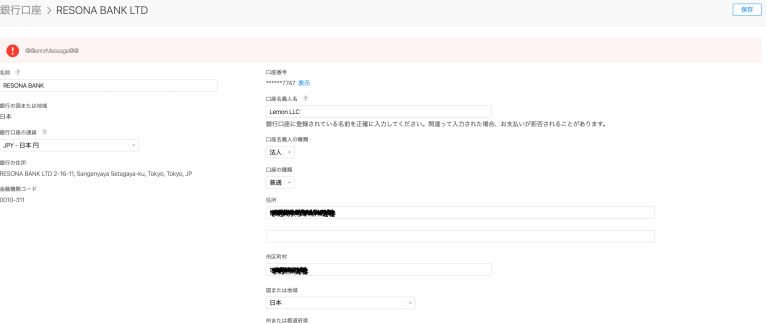 銀行口座 > RESONA BANK LTD
保存
@@errorMessage@@
名前 ?
RESONA BANK
銀行の国または地域
日本
銀行口座の通貨 ?
JPY - 日本 円
銀行の住所
RESONA BANK LTD 2-16-11, Sangenyaya Setagaya-ku, Tokyo, Tokyo, JP
金融機関コード
0010-311
口座番号
******7747 表示
口座名義人名 ?
Lemon LLC
銀行口座に登録されている名前を正確に入力してください。間違って入力された場合、お支払いが拒否されることがあります。
口座名義人の種類
法人
口座の種類
普通
住所
市区町村
国または地域
日本
州または都道府県